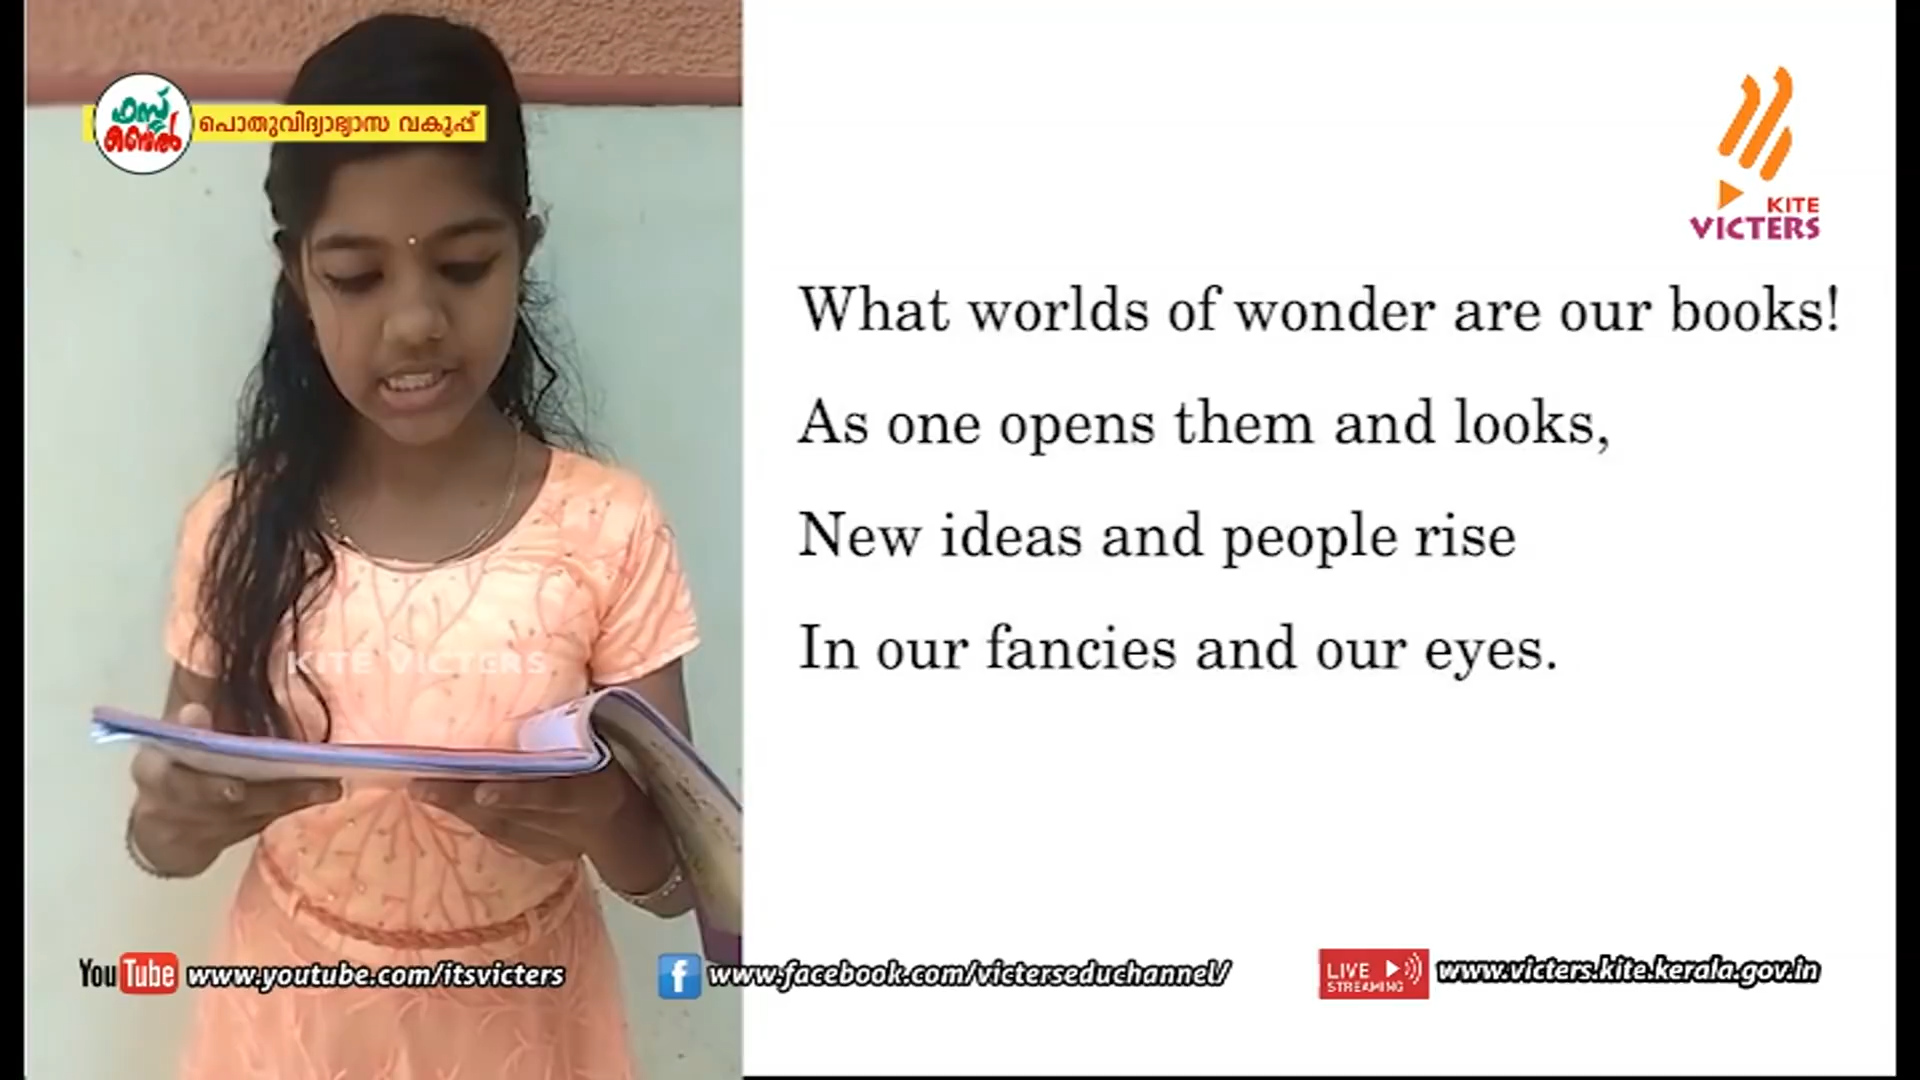 ഫസ്റ്റ്
ബെൽ
പൊതുവിദ്യാഭ്യാസ വകുപ്പ്
KITE
VICTERS
What worlds of wonder are our books!
As one opens them and looks,
New ideas and people rise
In our fancies and our eyes.
KITE VICTERS
You Tube www.youtube.com/itsvicters
f www.facebook.com/victerseduchannel/
LIVE
STREAMING
www.victers.kite.kerala.gov.in